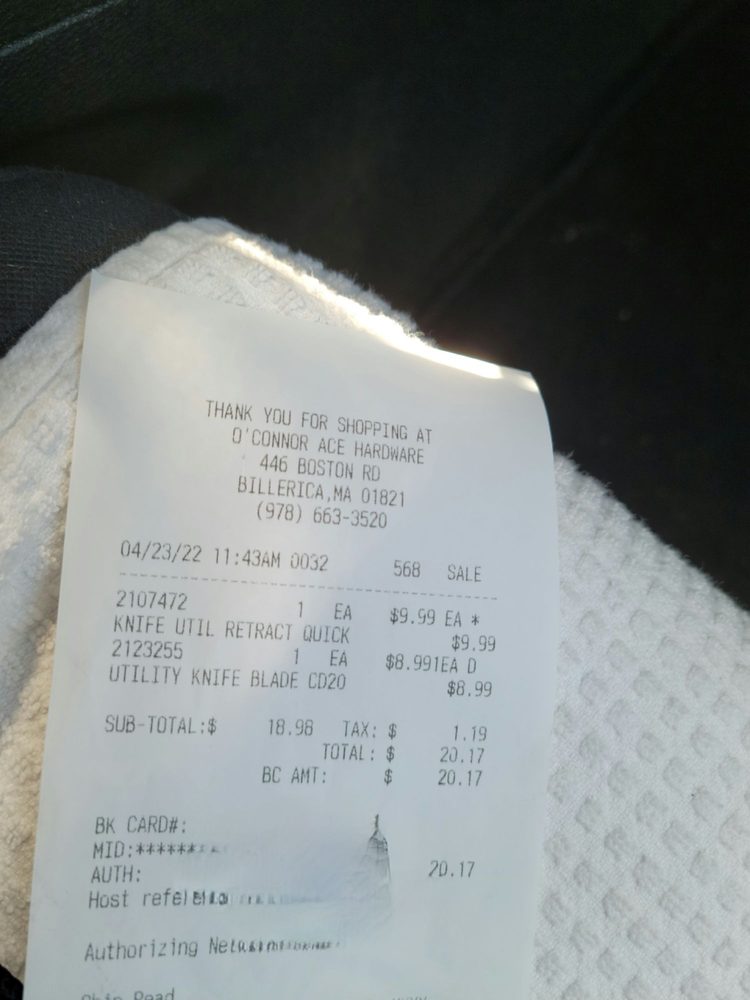 THANK YOU FOR SHOPPING AT
O'CONNOR ACE HARDWARE
446 BOSTON RD
BILLERICA,MA 01821
(978) 663-3520
04/23/22 11:43AM 0032 568 SALE
2107472 1 EA $9.99 EA *
KNIFE UTIL RETRACT QUICK $9.99
2123255 1 EA $8.991EA D
UTILITY KNIFE BLADE CD20 $8.99
SUB-TOTAL:$ 18.98 TAX: $ 1.19
TOTAL: $ 20.17
BC AMT: $ 20.17
BK CARD#:
MID:******
AUTH: 20.17
Host
Authorizing
Chip Read